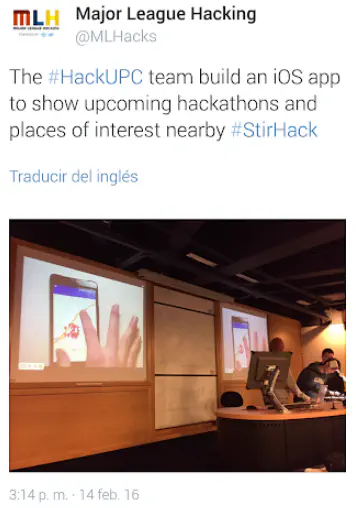 MLH
MAJOR LEAGUE HACKING
Major League Hacking
@MLHacks
The #HackUPC team build an iOS app
to show upcoming hackathons and
places of interest nearby #StirHack
Traducir del inglés
3:14 p. m. · 14 feb. 16